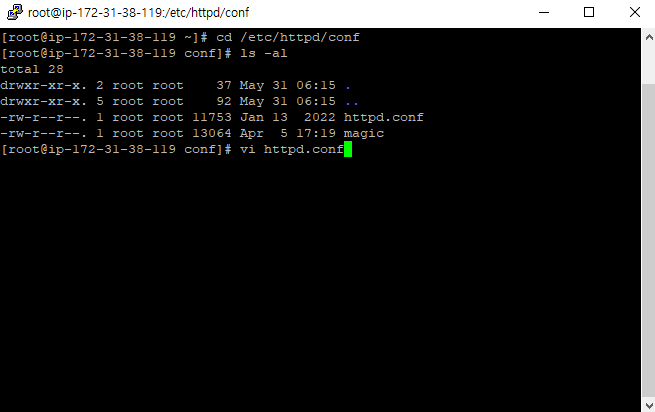 root@ip-172-31-38-119:/etc/httpd/conf
[root@ip-172-31-38-119 ~]# cd /etc/httpd/conf
[root@ip-172-31-38-119 conf]# ls -al
total 28
drwxr-xr-x. 2 root root    37 May 31 06:15 .
drwxr-xr-x. 5 root root    92 May 31 06:15 ..
-rw-r--r--. 1 root root 11753 Jan 13  2022 httpd.conf
-rw-r--r--. 1 root root 13064 Apr  5 17:19 magic
[root@ip-172-31-38-119 conf]# vi httpd.conf